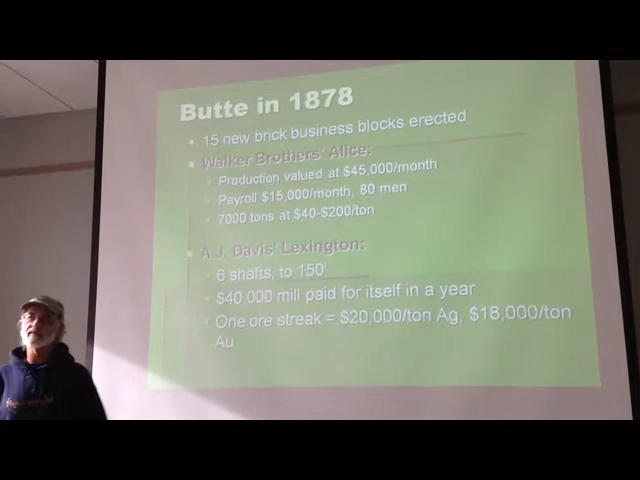 Butte in 1878
• 15 new brick business blocks erected
• Walker Brothers' Alice:
• Production valued at $45,000/month
• Payroll $15,000/month, 80 men
• 7000 tons at $40-$200/ton
• A.J. Davis' Lexington:
• 6 shafts, to 150'
• $40,000 mill paid for itself in a year
• One ore streak = $20,000/ton Ag, $18,000/ton
Au